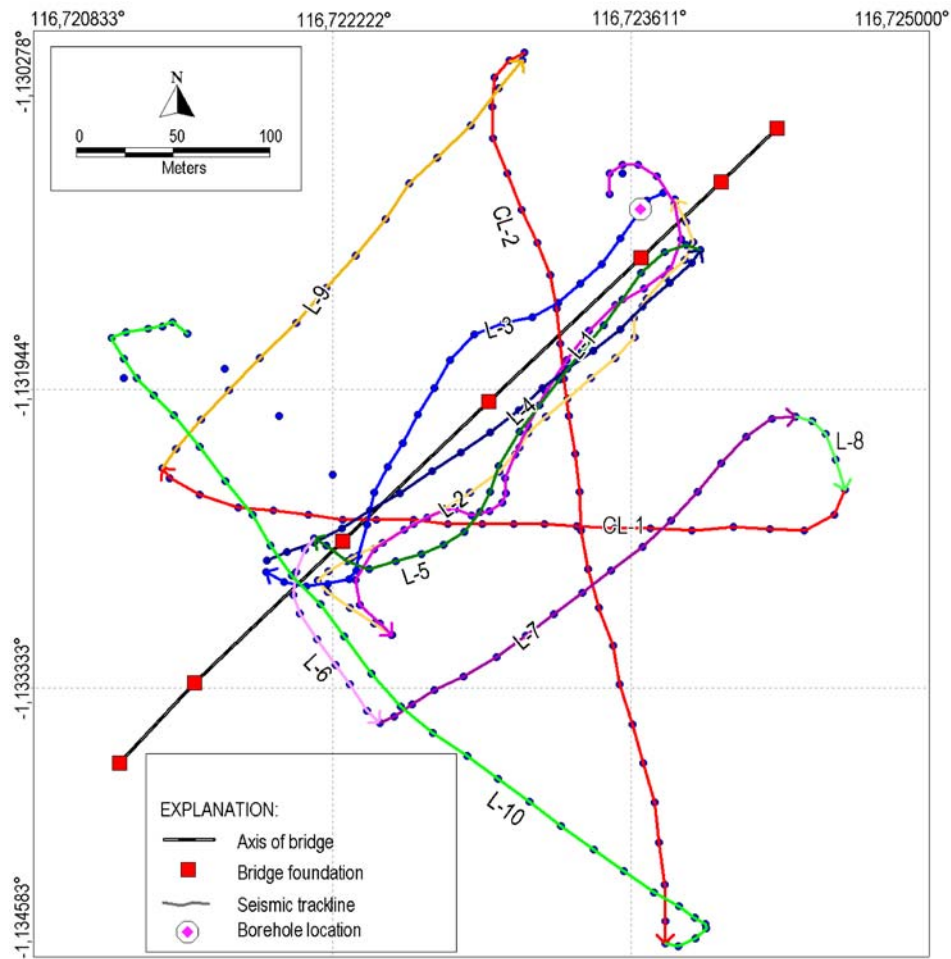 116,720833° 116,722222° 116,723611° 116,725000°
-1,130278°
-1,131944°
-1,133333°
-1,134583°
N
0 50 100
Meters
CL-2
L-9
L-3
L-1
L-4
L-2
L-8
CL-1
L-5
L-7
L-6
L-10
EXPLANATION:
Axis of bridge
Bridge foundation
Seismic trackline
Borehole location